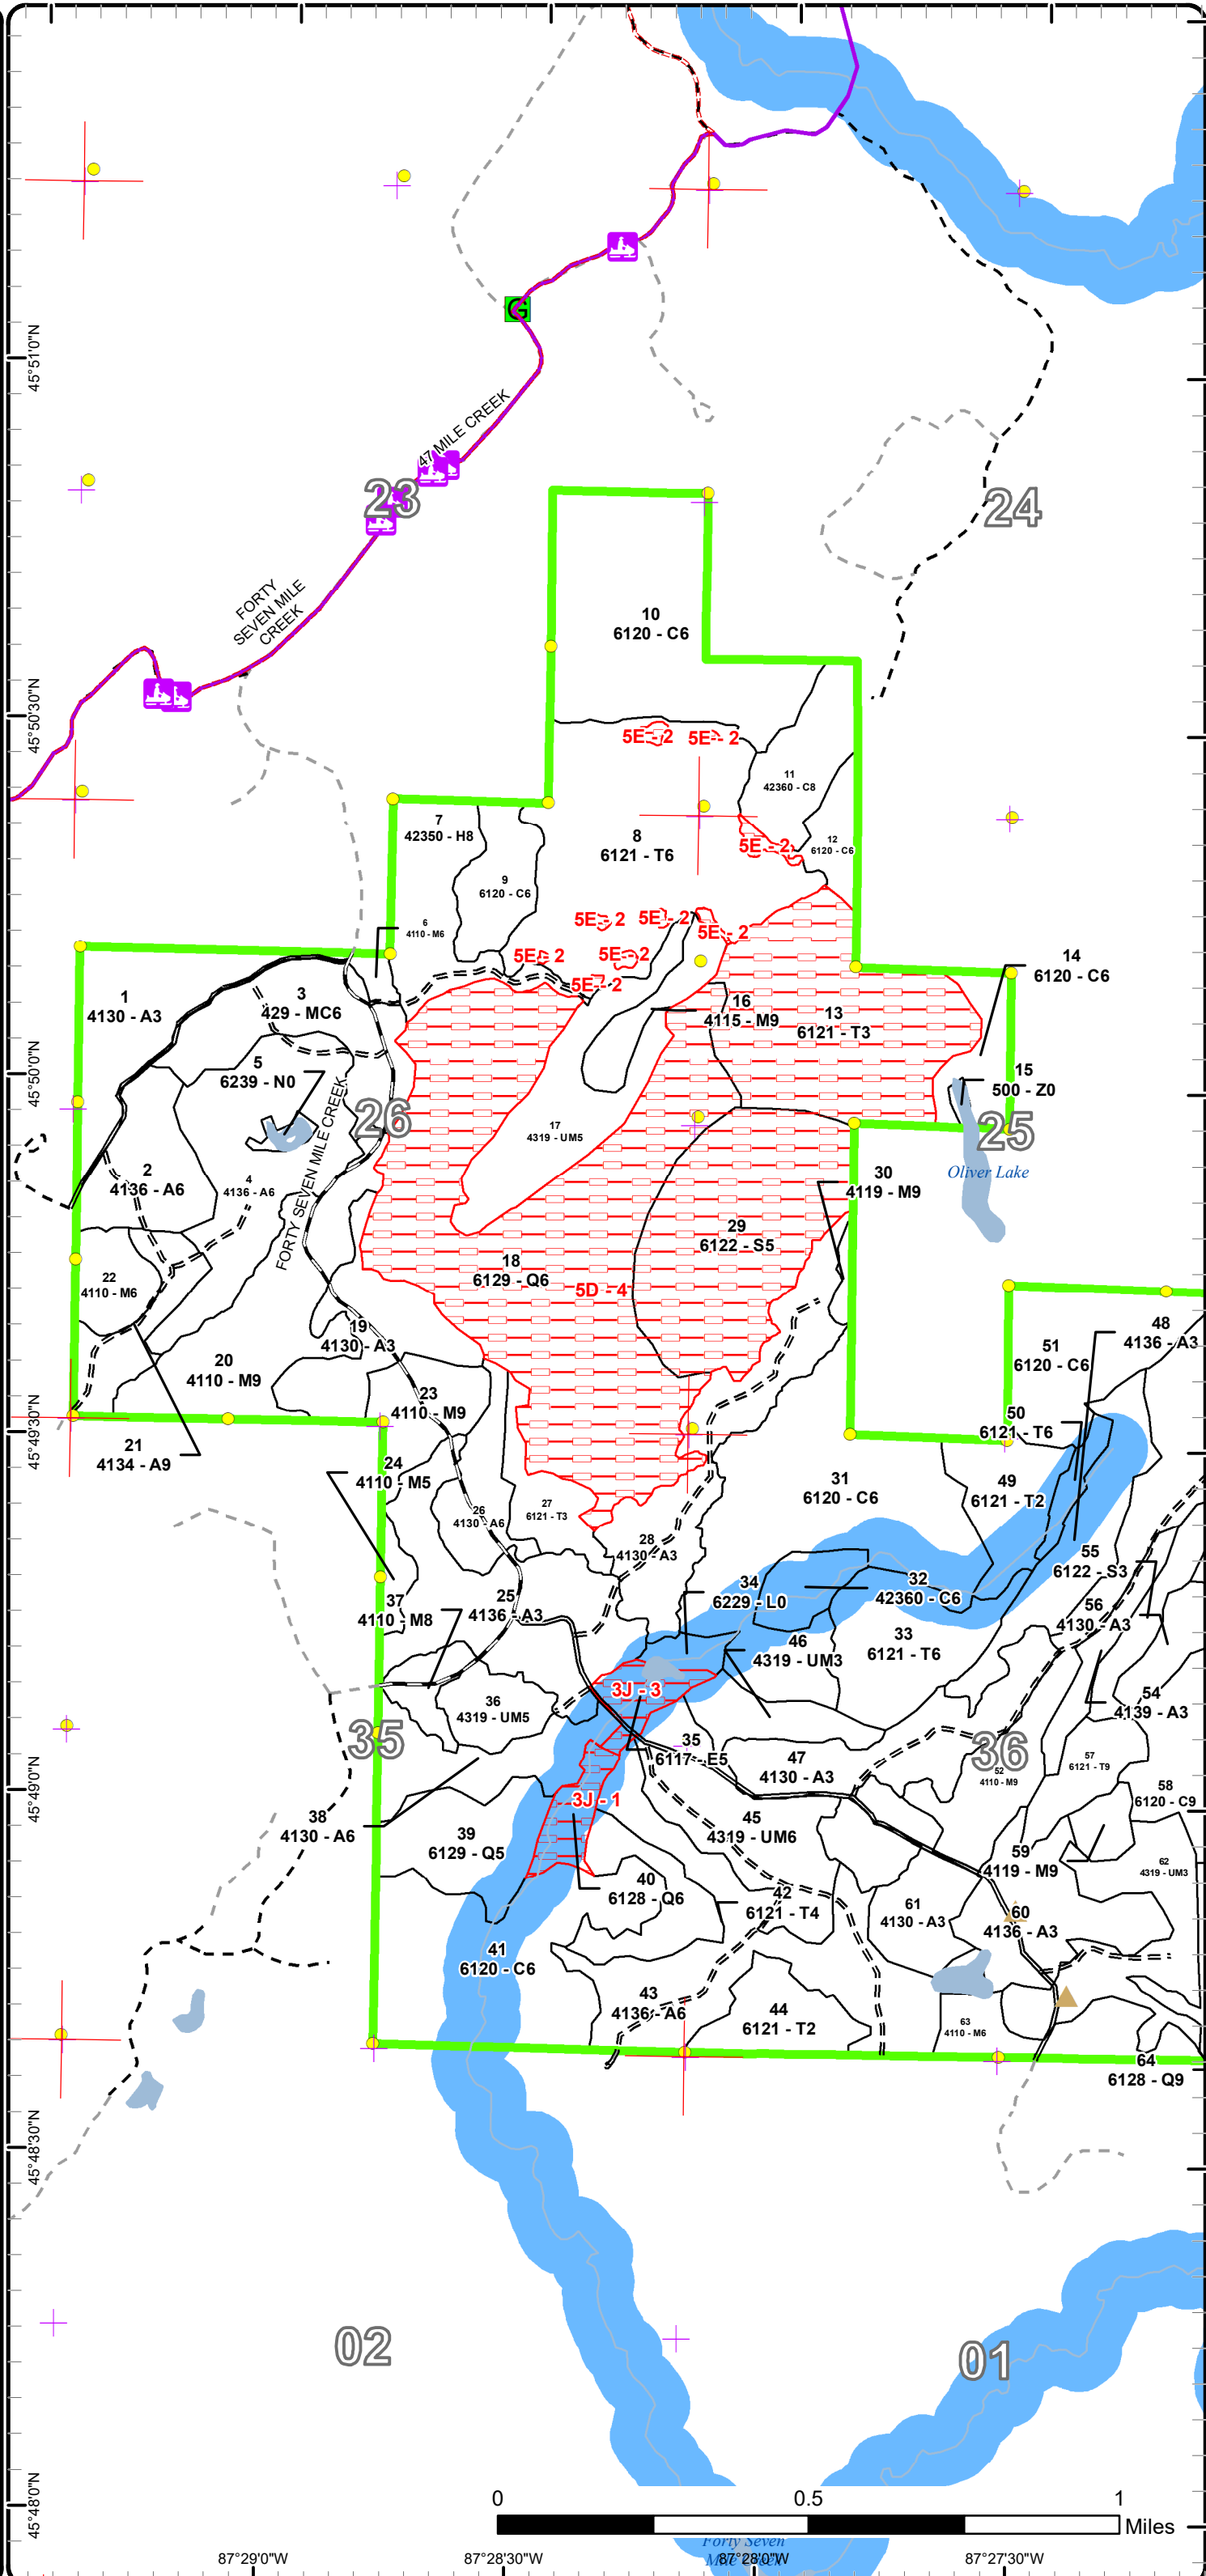 47 MILE CREEK
45°51'0"N
23
24
FORTY
SEVEN MILE
CREEK
10
6120 - C6
45°50'30"N
5E - 2
5E - 2
11
42360 - C8
7
42350 - H8
8
6121 - T6
5E - 2
12
6120 - C6
9
6120 - C6
6
4110 - M6
5E - 2
5E - 2
5E - 2
5E - 2
5E - 2
5E - 2
14
6120 - C6
1
4130 - A3
3
429 - MC6
16
4115 - M9
13
6121 - T3
5
6239 - N0
15
500 - Z0
45°50'0"N
26
17
4319 - UM5
25
Oliver Lake
FORTY SEVEN MILE CREEK
2
4136 - A6
4
4136 - A6
30
4119 - M9
29
6122 - S5
18
6129 - Q6
5D - 4
22
4110 - M6
19
4130 - A3
48
4136 - A3
51
6120 - C6
20
4110 - M9
23
4110 - M9
50
6121 - T6
45°49'30"N
21
4134 - A9
24
4110 - M5
31
6120 - C6
49
6121 - T2
26
4130 - A6
27
6121 - T3
28
4130 - A3
55
6122 - S3
34
6229 - L0
32
42360 - C6
37
4110 - M8
25
4136 - A3
56
4130 - A3
46
4319 - UM3
33
6121 - T6
3J - 3
36
4319 - UM5
54
4139 - A3
35
36
35
6117 - E5
47
4130 - A3
52
4110 - M9
57
6121 - T9
58
6120 - C9
45°49'0"N
3J - 1
38
4130 - A6
45
4319 - UM6
39
6129 - Q5
59
4119 - M9
62
4319 - UM3
40
6128 - Q6
42
6121 - T4
61
4130 - A3
60
4136 - A3
41
6120 - C6
43
4136 - A6
44
6121 - T2
63
4110 - M6
64
6128 - Q9
45°48'30"N
02
01
45°48'0"N
0
0.5
1
Miles
Forty Seven
87°29'0"W
87°28'30"W
87°28'0"W
87°27'30"W